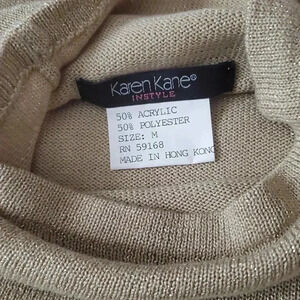 Karen Kane®
INSTYLE
50% ACRYLIC
50% POLYESTER
SIZE: M
RN 59168
MADE IN HONG KONG